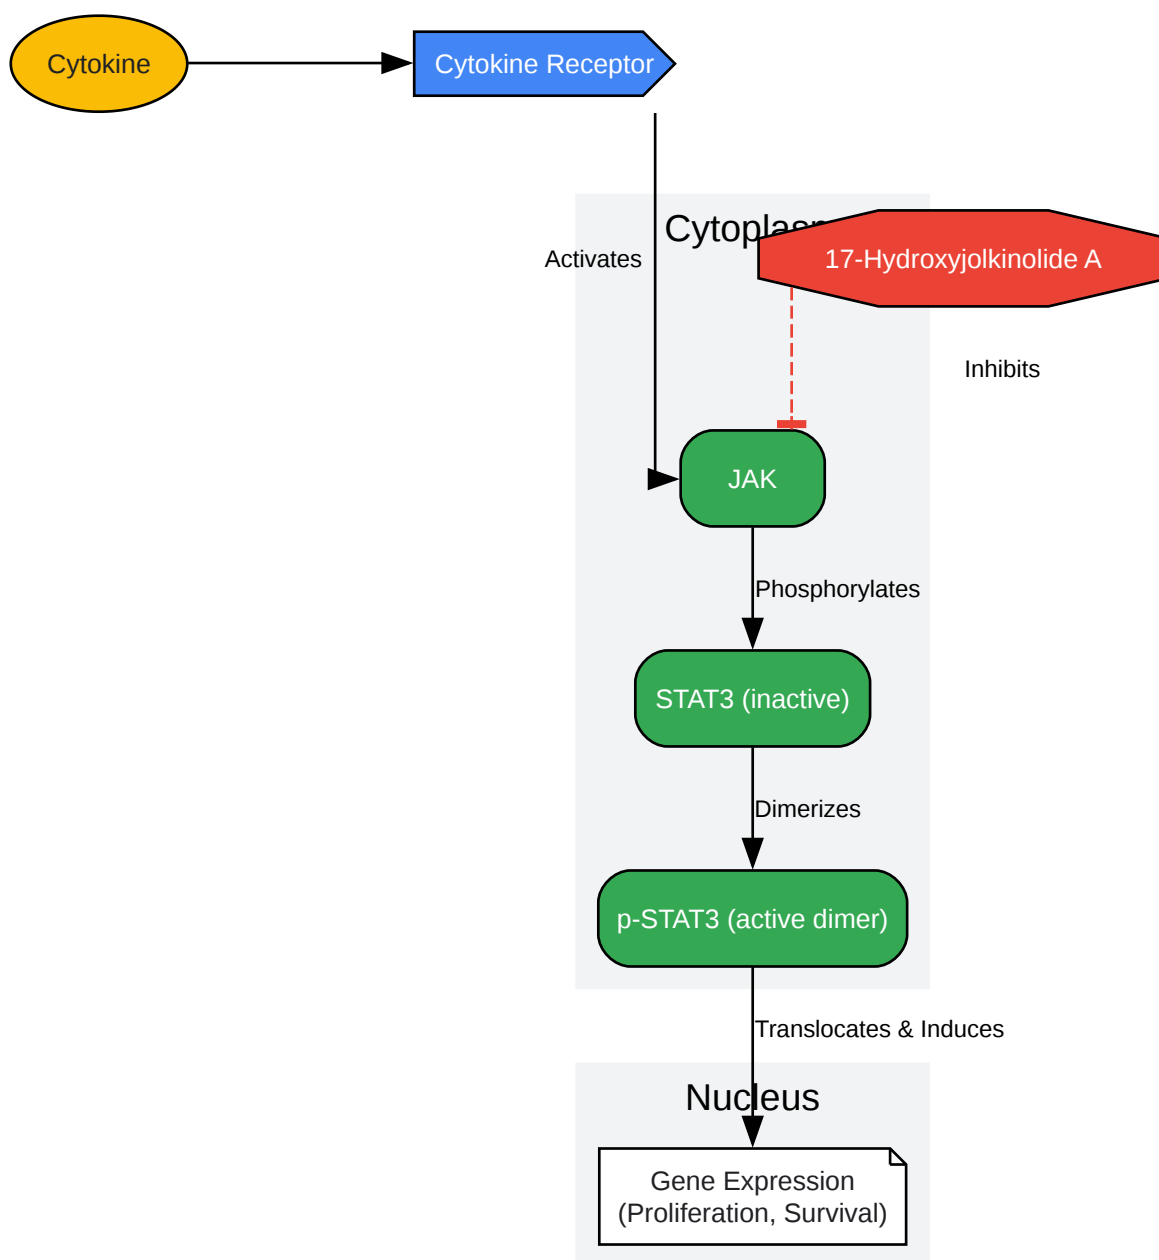 Cytokine
Cytokine Receptor
Cytoplasm
Activates
17-Hydroxyjolkinolide A
Inhibits
JAK
Phosphorylates
STAT3 (inactive)
Dimerizes
p-STAT3 (active dimer)
Translocates & Induces
Nucleus
Gene Expression
(Proliferation, Survival)